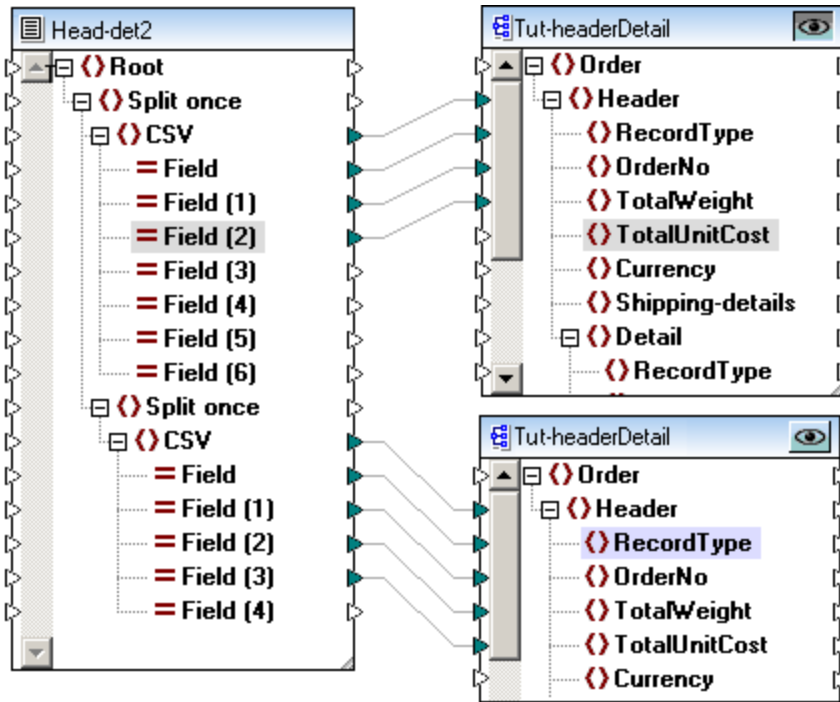 Head-det2
Root
Split once
CSV
Field
Field (1)
Field (2)
Field (3)
Field (4)
Field (5)
Field (6)
Split once
CSV
Field
Field (1)
Field (2)
Field (3)
Field (4)
Tut-headerDetail
Order
Header
RecordType
OrderNo
TotalWeight
TotalUnitCost
Currency
Shipping-details
Detail
RecordType
Tut-headerDetail
Order
Header
RecordType
OrderNo
TotalWeight
TotalUnitCost
Currency